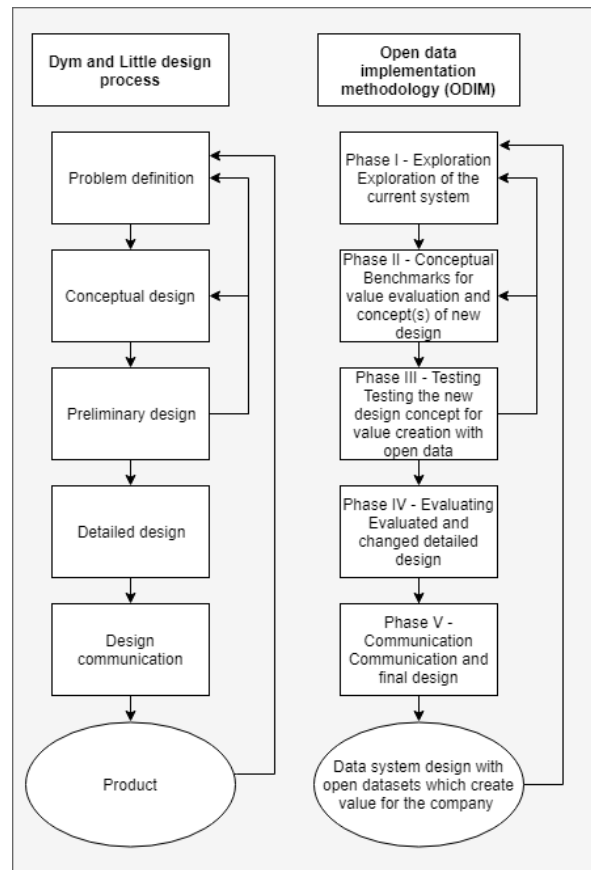 Dym and Little design
process
Problem definition
Conceptual design
Preliminary design
Detailed design
Design
communication
Product
Open data
implementation
methodology (ODIM)
Phase I - Exploration
Exploration of the
current system
Phase II - Conceptual
Benchmarks for
value evaluation and
concept(s) of new
design
Phase III - Testing
Testing the new
design concept for
value creation with
open data
Phase IV - Evaluating
Evaluated and
changed detailed
design
Phase V -
Communication
Communication and
final design
Data system design with
open datasets which create
value for the company